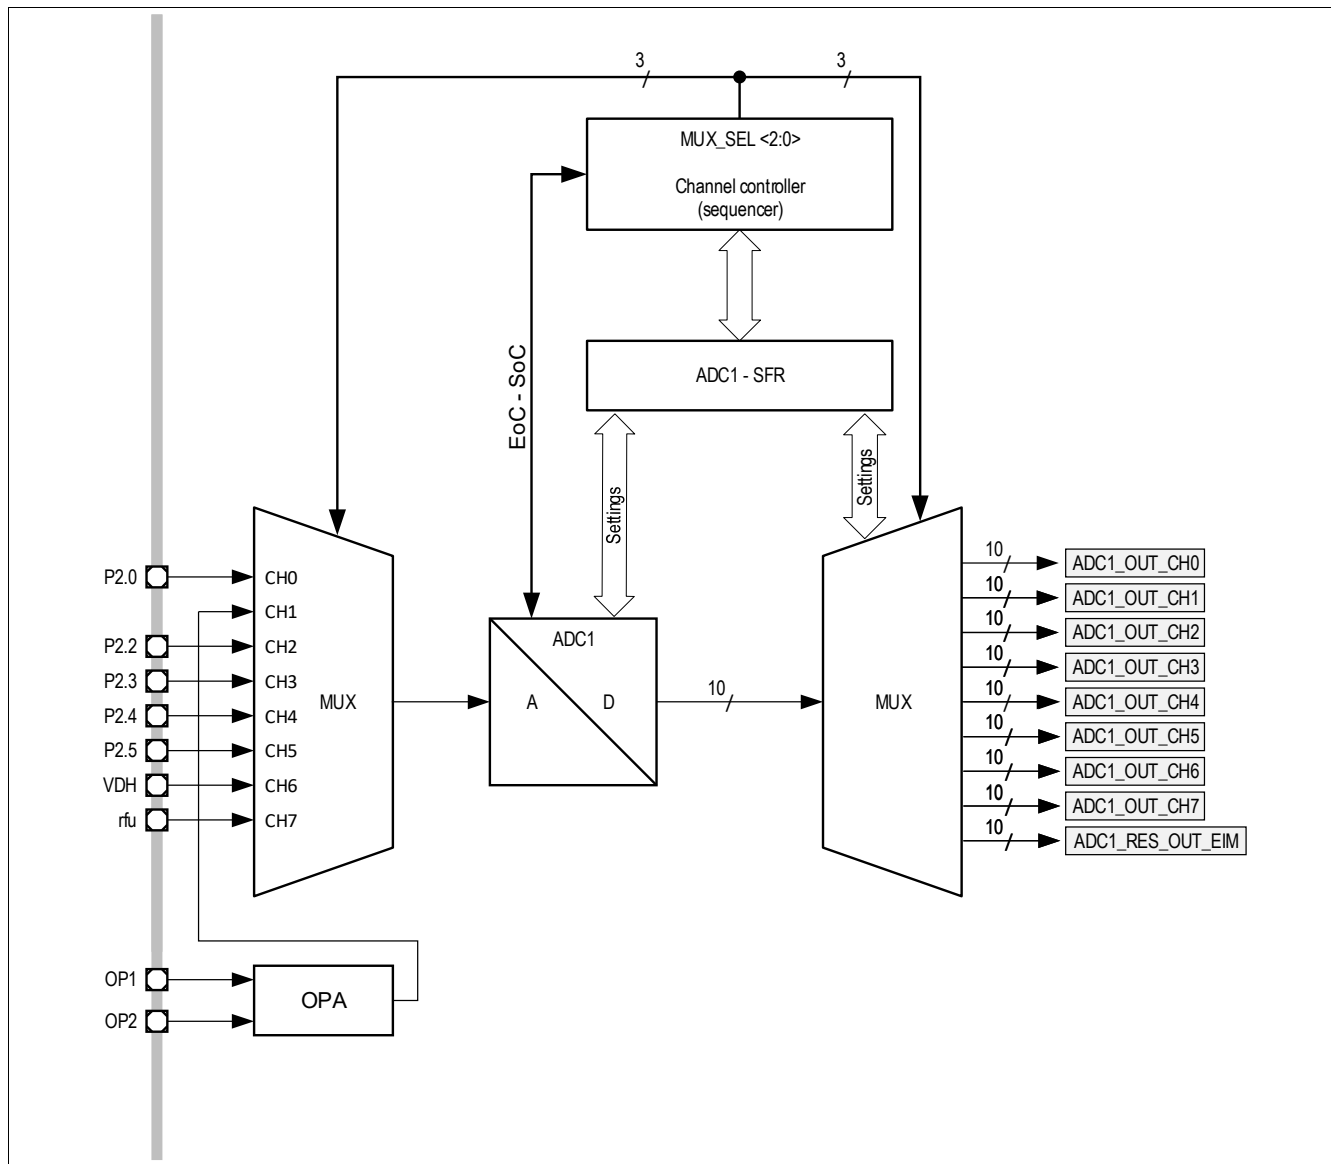 3
3
MUX_SEL <2:0>
Channel controller
(sequencer)
EoC - SoC
ADC1 - SFR
Settings
Settings
P2.0
P2.2
P2.3
P2.4
P2.5
VDH
rfu
CH0
CH1
CH2
CH3
CH4
CH5
CH6
CH7
MUX
ADC1
A
D
10
MUX
10
ADC1_OUT_CH0
10
ADC1_OUT_CH1
10
ADC1_OUT_CH2
10
ADC1_OUT_CH3
10
ADC1_OUT_CH4
10
ADC1_OUT_CH5
10
ADC1_OUT_CH6
10
ADC1_OUT_CH7
10
ADC1_RES_OUT_EIM
OP1
OP2
OPA